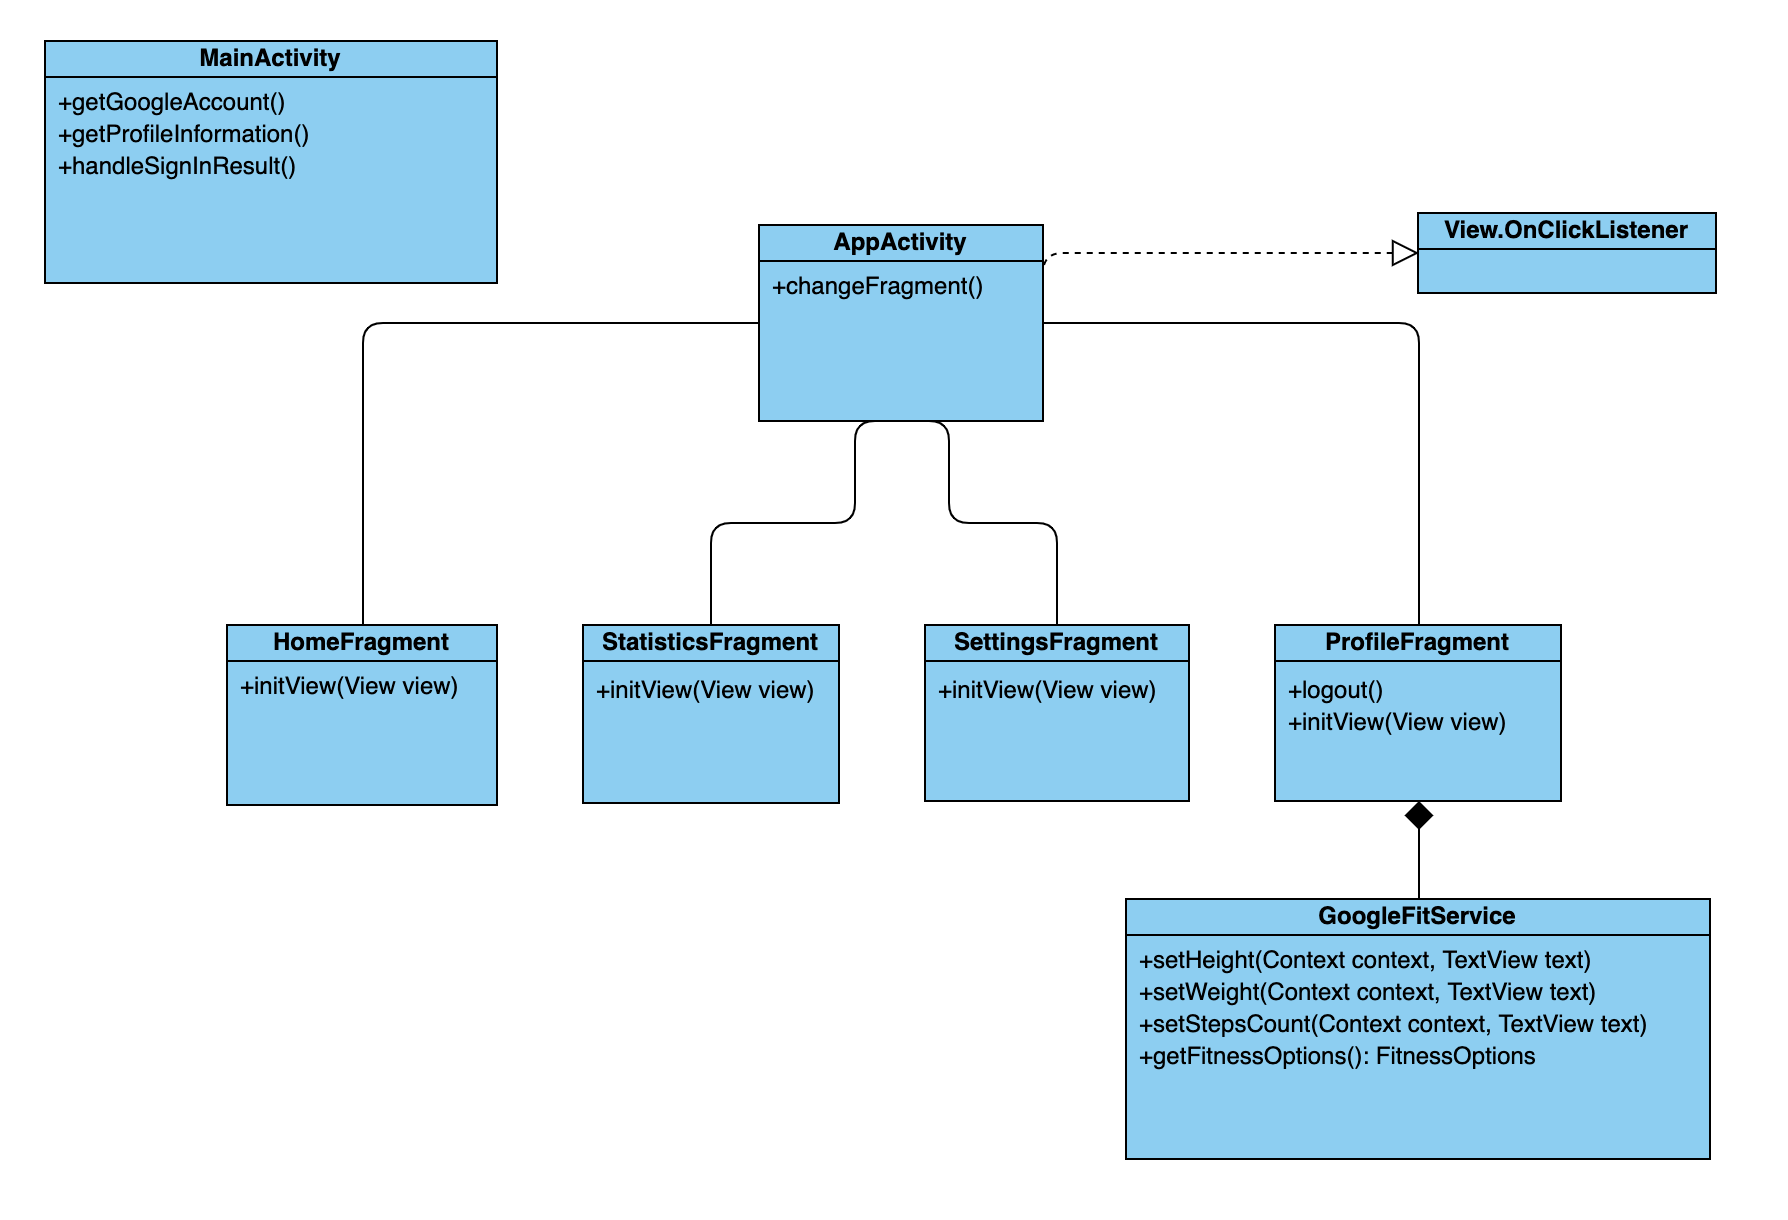 MainActivity
+getGoogleAccount()
+getProfileInformation()
+handleSignInResult()
AppActivity
+changeFragment()
View.OnClickListener
HomeFragment
+initView(View view)
StatisticsFragment
+initView(View view)
SettingsFragment
+initView(View view)
ProfileFragment
+logout()
+initView(View view)
GoogleFitService
+setHeight(Context context, TextView text)
+setWeight(Context context, TextView text)
+setStepsCount(Context context, TextView text)
+getFitnessOptions(): FitnessOptions